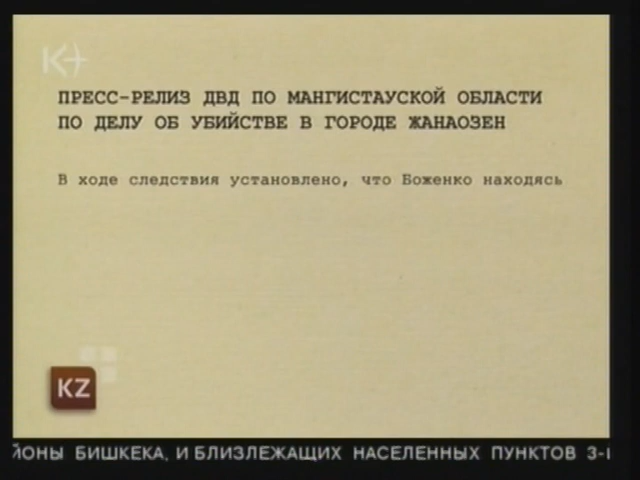 K+
ПРЕСС-РЕЛИЗ ДВД ПО МАНГИСТАУСКОЙ ОБЛАСТИ
ПО ДЕЛУ ОБ УБИЙСТВЕ В ГОРОДЕ ЖАНАОЗЕН
В ходе следствия установлено, что Боженко находясь
KZ
ЙОНЫ БИШКЕКА, И БЛИЗЛЕЖАЩИХ НАСЕЛЕННЫХ ПУНКТОВ 3-